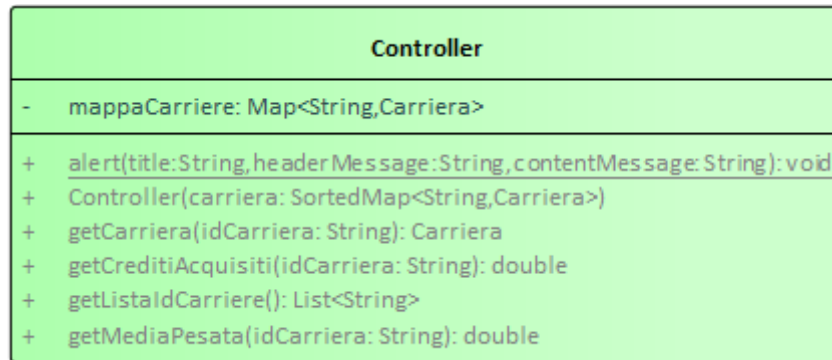 Controller
- mappaCarriere: Map<String,Carriera>
+ alert(title:String,headerMessage:String,contentMessage:String): void
+ Controller(carriera: SortedMap<String,Carriera>)
+ getCarriera(idCarriera: String): Carriera
+ getCreditiAcquisiti(idCarriera: String): double
+ getListaIdCarriere(): List<String>
+ getMediaPesata(idCarriera: String): double